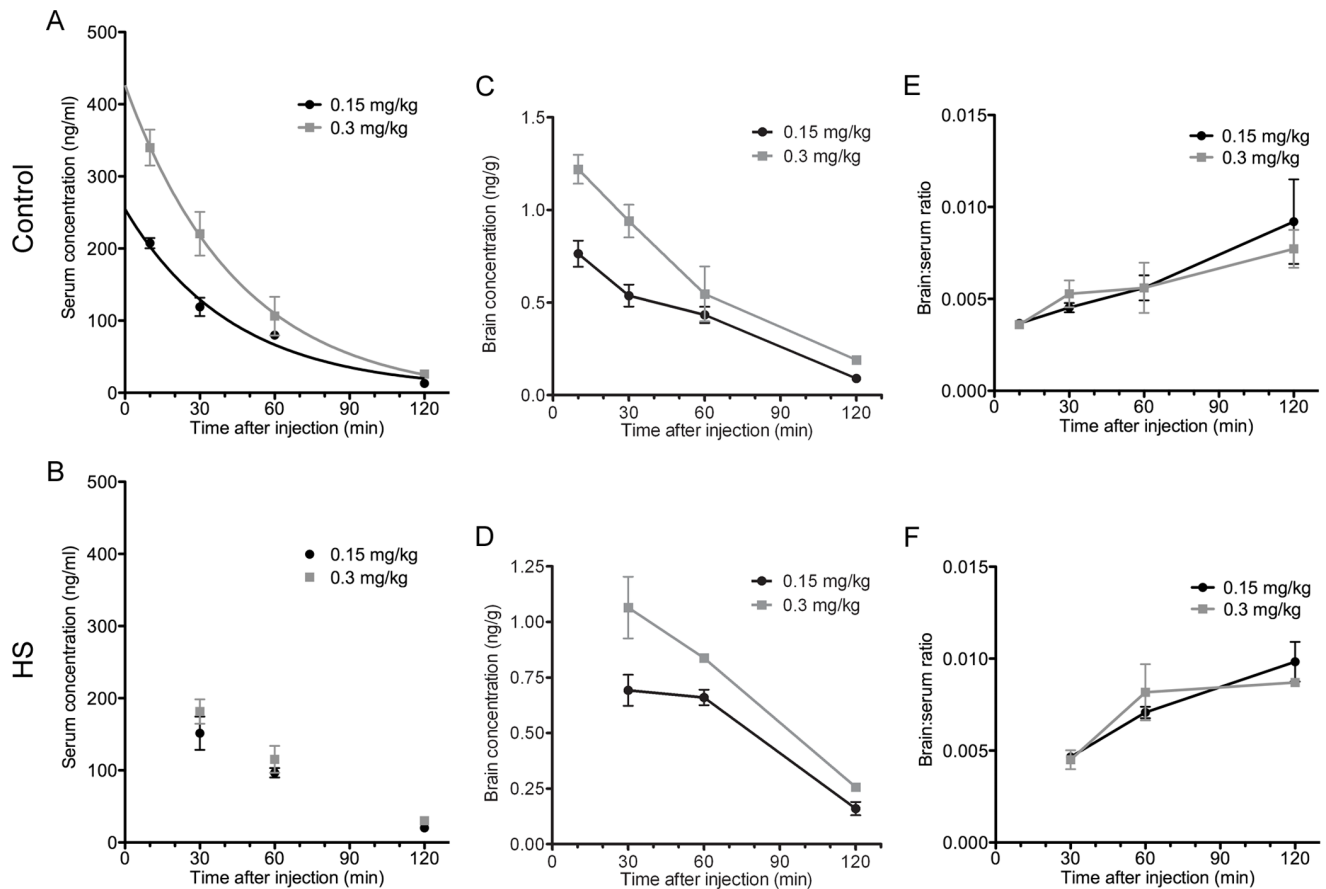 A
Control
Serum concentration (ng/ml)
500
400
300
200
100
0
0 30 60 90 120
Time after injection (min)
0.15 mg/kg
0.3 mg/kg
C
Brain concentration (ng/g)
1.5
1.0
0.5
0.0
0 30 60 90 120
Time after injection (min)
0.15 mg/kg
0.3 mg/kg
E
Brain:serum ratio
0.015
0.010
0.005
0.000
0 30 60 90 120
Time after injection (min)
0.15 mg/kg
0.3 mg/kg
B
HS
Serum concentration (ng/ml)
500
400
300
200
100
0
0 30 60 90 120
Time after injection (min)
0.15 mg/kg
0.3 mg/kg
D
Brain concentration (ng/g)
1.25
1.00
0.75
0.50
0.25
0.00
0 30 60 90 120
Time after injection (min)
0.15 mg/kg
0.3 mg/kg
F
Brain:serum ratio
0.015
0.010
0.005
0.000
0 30 60 90 120
Time after injection (min)
0.15 mg/kg
0.3 mg/kg